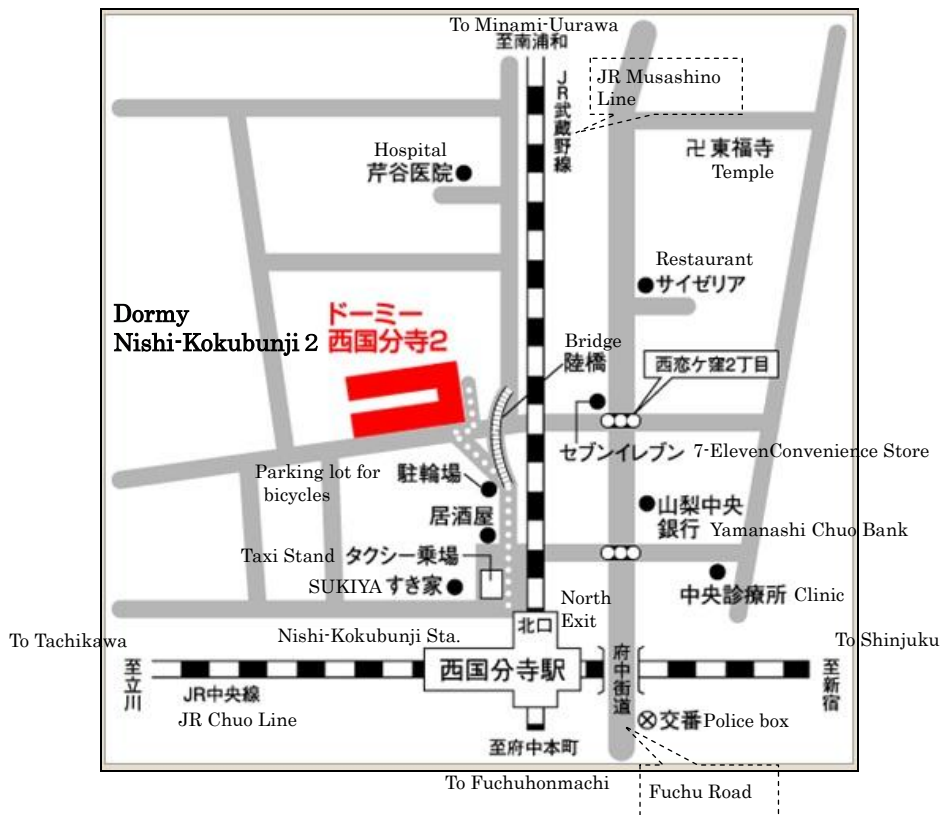 To Minami-Uurawa
至南浦和
JR武蔵野線
JR Musashino
Line
Hospital
芹谷医院
卍東福寺
Temple
Restaurant
サイゼリア
Dormy
Nishi-Kokubunji 2
ドーミー
西国分寺2
Bridge
陸橋
西恋ケ窪2丁目
セブンイレブン 7-ElevenConvenience Store
Parking lot for
bicycles
駐輪場
居酒屋
山梨中央
銀行 Yamanashi Chuo Bank
Taxi Stand タクシー乗場
SUKIYA すき家
中央診療所 Clinic
North
Exit
北口
To Tachikawa
至立川
Nishi-Kokubunji Sta.
西国分寺駅
To Shinjuku
至新宿
府中街道
JR中央線
JR Chuo Line
交番 Police box
至府中本町
To Fuchuhonmachi
Fuchu Road